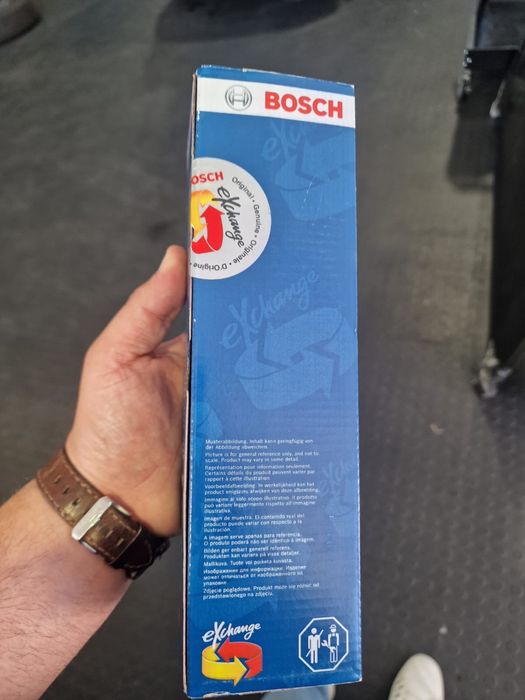 BOSCH
BOSCH
eXchange
Original • Genuine • Originale • D'Origine •
eXchange
eXchange
Musterabbildung, Inhalt kann geringfügig von
der Abbildung abweichen.
Picture is for general reference only, and not to
scale. Product may vary in some detail.
Représentation pour information seulement.
Certains détails du produit peuvent varier par
rapport à cette illustration
Voorbeeldafbeelding. In werkelijkheid kan het
product enigszins afwijken van deze afbeelding.
Immagine al solo scopo illustrativo. Il prodotto
può variare leggermente rispetto all'immagine
illustrativa.
Imagen de muestra. El contenido real del
producto puede variar con respecto a la
ilustración.
A imagem serve apenas para referência.
O produto poderá não ser idêntico à imagem.
Bilden ger enbart generell referens.
Produkten kan variera på vissa detaljer.
Mallikuva. Tuote voi poiketa kuvasta.
Изображение для информации. Изделие
может отличаться от изображенного на
упаковке.
Zdjęcie poglądowe. Produkt może się różnić od
przedstawionego na zdjęciu.
eXchange